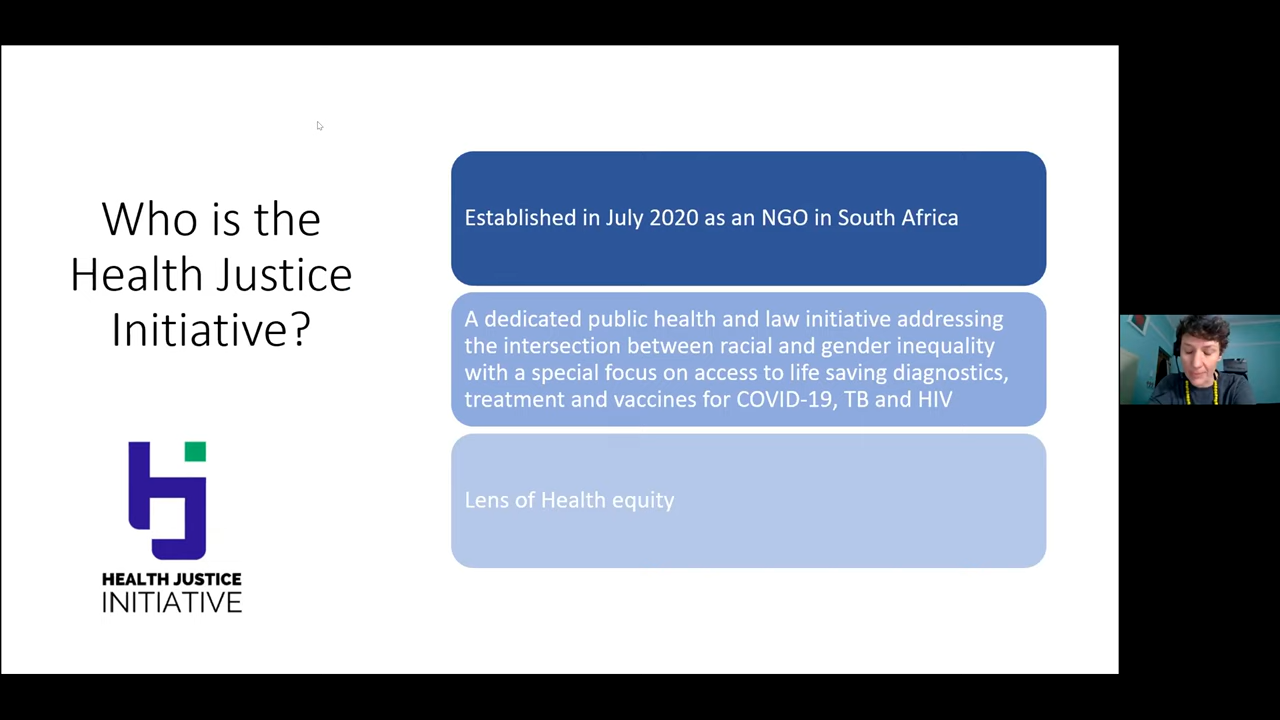 Who is the
Health Justice
Initiative?
HEALTH JUSTICE
INITIATIVE
Established in July 2020 as an NGO in South Africa
A dedicated public health and law initiative addressing
the intersection between racial and gender inequality
with a special focus on access to life saving diagnostics,
treatment and vaccines for COVID-19, TB and HIV
Lens of Health equity